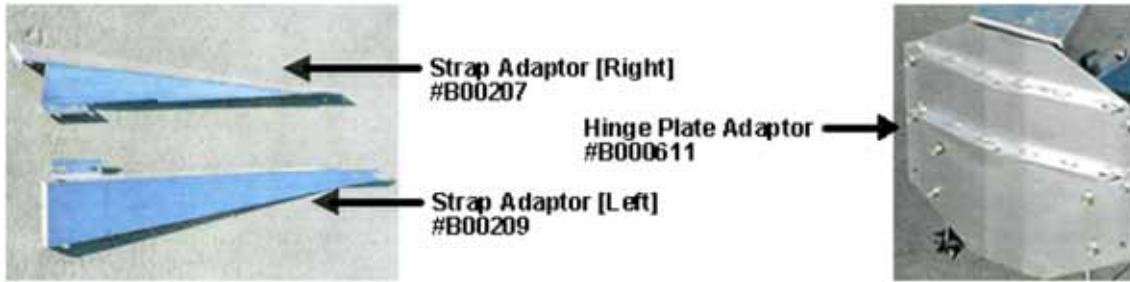 Strap Adaptor [Right]
#B00207
Hinge Plate Adaptor
#B000611
Strap Adaptor [Left]
#B00209